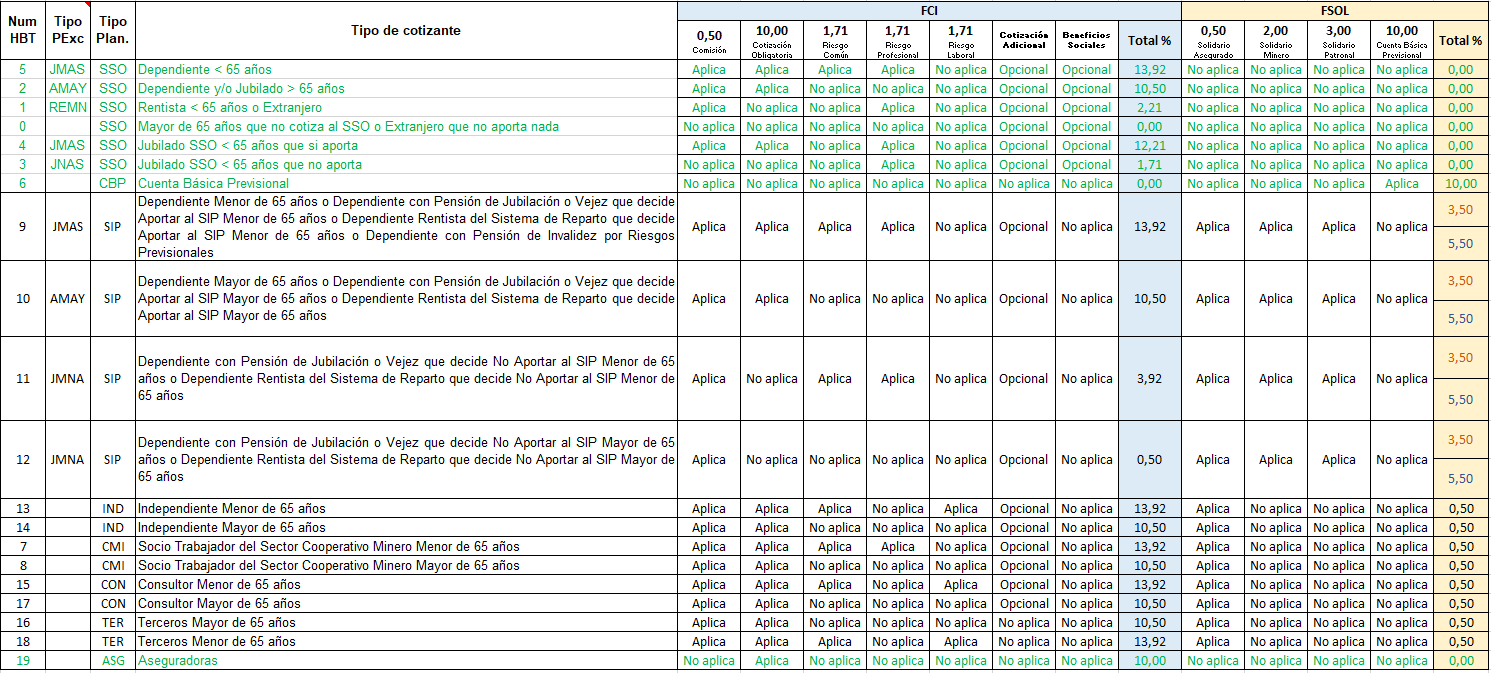 Num HBT Tipo PExc Tipo Plan. Tipo de cotizante FCI FSOL
0,50 Comisión 10,00 Cotización Obligatoria 1,71 Riesgo Común 1,71 Riesgo Profesional 1,71 Riesgo Laboral Cotización Adicional Beneficios Sociales Total % 0,50 Solidario Asegurado 2,00 Solidario Minero 3,00 Solidario Patronal 10,00 Cuenta Básica Previsional Total %
5 JMAS SSO Dependiente < 65 años Aplica Aplica Aplica Aplica No aplica Opcional Opcional 13,92 No aplica No aplica No aplica No aplica 0,00
2 AMAY SSO Dependiente y/o Jubilado > 65 años Aplica Aplica No aplica No aplica No aplica Opcional Opcional 10,50 No aplica No aplica No aplica No aplica 0,00
1 REMN SSO Rentista < 65 años o Extranjero Aplica No aplica No aplica Aplica No aplica Opcional Opcional 2,21 No aplica No aplica No aplica No aplica 0,00
0 SSO Mayor de 65 años que no cotiza al SSO o Extranjero que no aporta nada No aplica No aplica No aplica No aplica No aplica Opcional Opcional 0,00 No aplica No aplica No aplica No aplica 0,00
4 JMAS SSO Jubilado SSO < 65 años que si aporta Aplica Aplica No aplica Aplica No aplica Opcional Opcional 12,21 No aplica No aplica No aplica No aplica 0,00
3 JNAS SSO Jubilado SSO < 65 años que no aporta No aplica No aplica No aplica Aplica No aplica Opcional Opcional 1,71 No aplica No aplica No aplica No aplica 0,00
6 CBP Cuenta Básica Previsional No aplica No aplica No aplica No aplica No aplica No aplica No aplica 0,00 No aplica No aplica No aplica Aplica 10,00
9 JMAS SIP Dependiente Menor de 65 años o Dependiente con Pensión de Jubilación o Vejez que decide
Aportar al SIP Menor de 65 años o Dependiente Rentista del Sistema de Reparto que decide
Aportar al SIP Menor de 65 años o Dependiente con Pensión de Invalidez por Riesgos
Previsionales
Aplica Aplica Aplica Aplica No aplica Opcional No aplica 13,92 Aplica Aplica Aplica No aplica 3,50
5,50
10 AMAY SIP Dependiente Mayor de 65 años o Dependiente con Pensión de Jubilación o Vejez que decide
Aportar al SIP Mayor de 65 años o Dependiente Rentista del Sistema de Reparto que decide
Aportar al SIP Mayor de 65 años
Aplica Aplica No aplica No aplica No aplica Opcional No aplica 10,50 Aplica Aplica Aplica No aplica 3,50
5,50
11 JMNA SIP Dependiente con Pensión de Jubilación o Vejez que decide No Aportar al SIP Menor de 65
años o Dependiente Rentista del Sistema de Reparto que decide No Aportar al SIP Menor de
65 años
Aplica No aplica Aplica Aplica No aplica Opcional No aplica 3,92 Aplica Aplica Aplica No aplica 3,50
5,50
12 JMNA SIP Dependiente con Pensión de Jubilación o Vejez que decide No Aportar al SIP Mayor de 65
años o Dependiente Rentista del Sistema de Reparto que decide No Aportar al SIP Mayor de
65 años
Aplica No aplica No aplica No aplica No aplica Opcional No aplica 0,50 Aplica Aplica Aplica No aplica 3,50
5,50
13 IND Independiente Menor de 65 años Aplica Aplica Aplica No aplica Aplica Opcional No aplica 13,92 Aplica No aplica No aplica No aplica 0,50
14 IND Independiente Mayor de 65 años Aplica Aplica No aplica No aplica No aplica Opcional No aplica 10,50 Aplica No aplica No aplica No aplica 0,50
7 CMI Socio Trabajador del Sector Cooperativo Minero Menor de 65 años Aplica Aplica Aplica Aplica No aplica Opcional No aplica 13,92 Aplica No aplica No aplica No aplica 0,50
8 CMI Socio Trabajador del Sector Cooperativo Minero Mayor de 65 años Aplica Aplica No aplica No aplica No aplica Opcional No aplica 10,50 Aplica No aplica No aplica No aplica 0,50
15 CON Consultor Menor de 65 años Aplica Aplica Aplica No aplica Aplica Opcional No aplica 13,92 Aplica No aplica No aplica No aplica 0,50
17 CON Consultor Mayor de 65 años Aplica Aplica No aplica No aplica No aplica Opcional No aplica 10,50 Aplica No aplica No aplica No aplica 0,50
16 TER Terceros Mayor de 65 años Aplica Aplica No aplica No aplica No aplica No aplica No aplica 10,50 Aplica No aplica No aplica No aplica 0,50
18 TER Terceros Menor de 65 años Aplica Aplica Aplica No aplica Aplica No aplica No aplica 13,92 Aplica No aplica No aplica No aplica 0,50
19 ASG Aseguradoras No aplica Aplica No aplica No aplica No aplica No aplica No aplica 10,00 No aplica No aplica No aplica No aplica 0,00